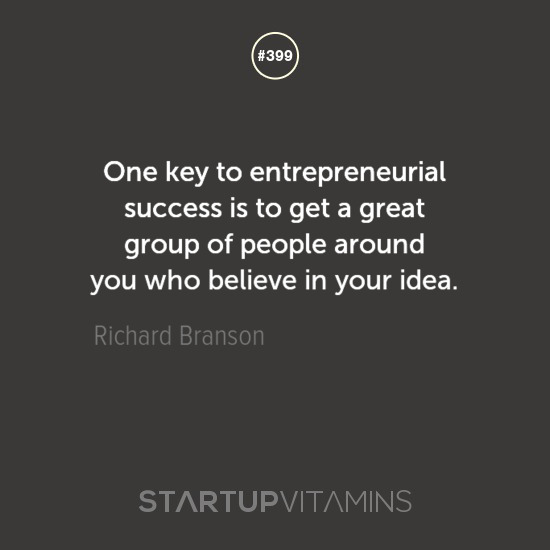 #399
One key to entrepreneurial
success is to get a great
group of people around
you who believe in your idea.
Richard Branson
STARTUPVITAMINS